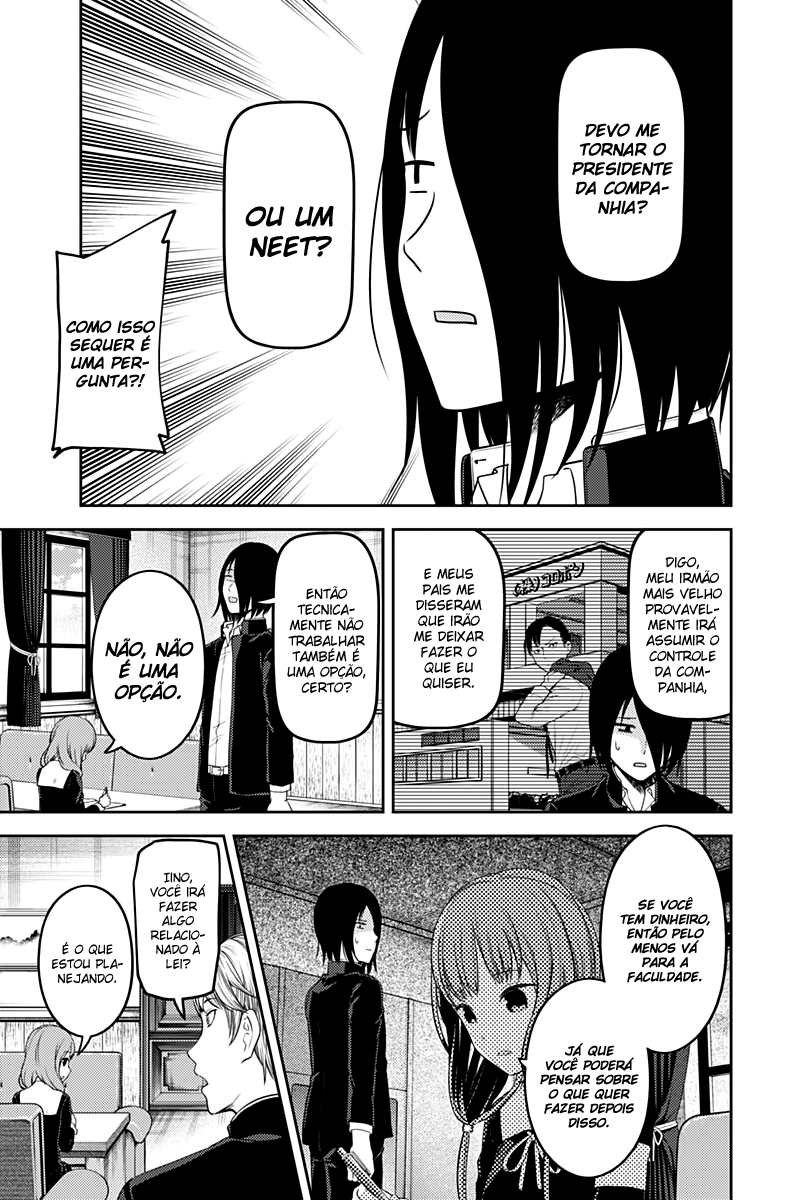 DEVO ME
TORNAR O
PRESIDENTE
DA COMPA-
NHIA?
OU UM
NEET?
COMO ISSO
SEQUER É
UMA PER-
GUNTA?!
DIGO,
MEU IRMÃO
MAIS VELHO
PROVAVEL-
MENTE IRÁ
ASSUMIR O
CONTROLE
DA COM-
PANHIA,
E MEUS
PAIS ME
DISSERAM
QUE IRÃO
ME DEIXAR
FAZER O
QUE EU
QUISER.
ENTÃO
TECNICA-
MENTE NÃO
TRABALHAR
TAMBÉM É
UMA OPÇÃO,
CERTO?
NÃO, NÃO
É UMA
OPÇÃO.
SE VOCÊ
TEM DINHEIRO,
ENTÃO PELO
MENOS VÁ
PARA A
FACULDADE.
JÁ QUE
VOCÊ PODERÁ
PENSAR SOBRE
O QUE QUER
FAZER DEPOIS
DISSO.
IINO,
VOCÊ IRÁ
FAZER
ALGO
RELACIO-
NADO À
LEI?
É O QUE
ESTOU PLA-
NEJANDO.